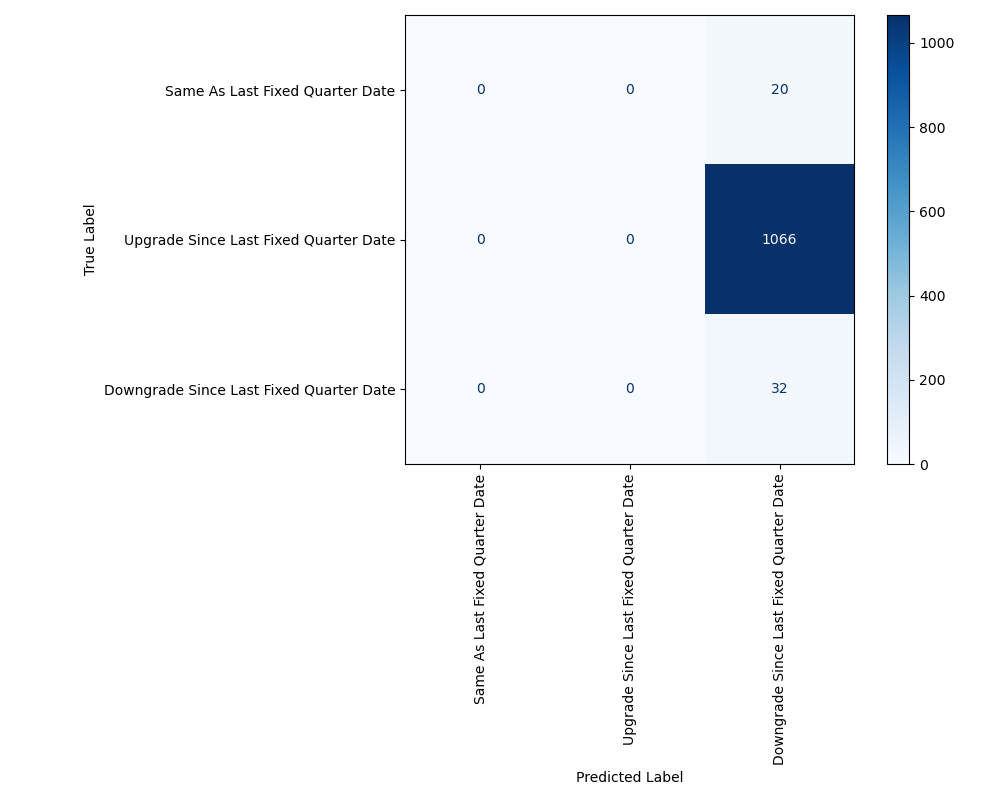 Same As Last Fixed Quarter Date
0 0 20
Upgrade Since Last Fixed Quarter Date
0 0 1066
Downgrade Since Last Fixed Quarter Date
0 0 32
True Label
Same As Last Fixed Quarter Date
Upgrade Since Last Fixed Quarter Date
Downgrade Since Last Fixed Quarter Date
Predicted Label
1000
800
600
400
200
0